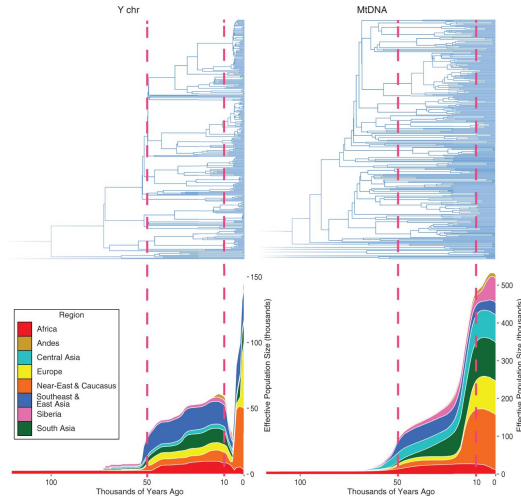 Y chr
MtDNA
150
100
50
0
Effective Population Size (thousands)
500
400
300
200
100
0
Effective Population Size (thousands)
Region
Africa
Andes
Central Asia
Europe
Near-East & Caucasus
Southeast &
East Asia
Siberia
South Asia
100
50
10
0
Thousands of Years Ago
100
50
10
0
Thousands of Years Ago